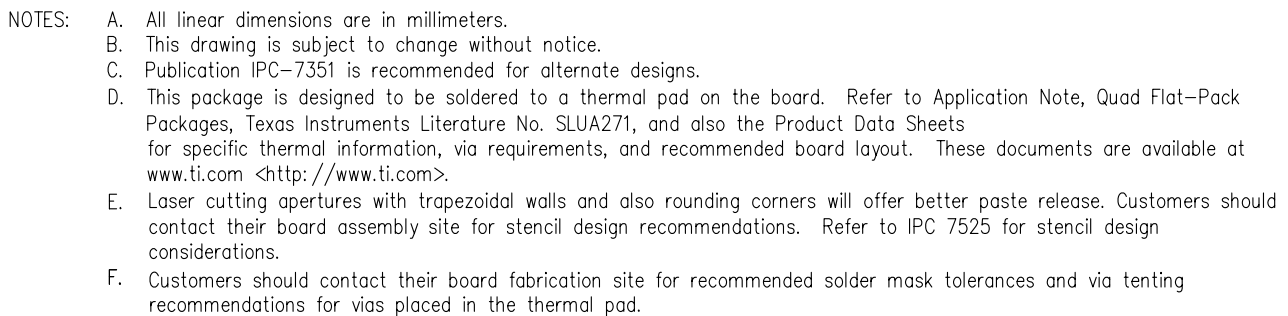 NOTES: A. All linear dimensions are in millimeters.
B. This drawing is subject to change without notice.
C. Publication IPC-7351 is recommended for alternate designs.
D. This package is designed to be soldered to a thermal pad on the board. Refer to Application Note, Quad Flat-Pack
Packages, Texas Instruments Literature No. SLUA271, and also the Product Data Sheets
for specific thermal information, via requirements, and recommended board layout. These documents are available at
www.ti.com <http://www.ti.com>.
E. Laser cutting apertures with trapezoidal walls and also rounding corners will offer better paste release. Customers should
contact their board assembly site for stencil design recommendations. Refer to IPC 7525 for stencil design
considerations.
F. Customers should contact their board fabrication site for recommended solder mask tolerances and via tenting
recommendations for vias placed in the thermal pad.